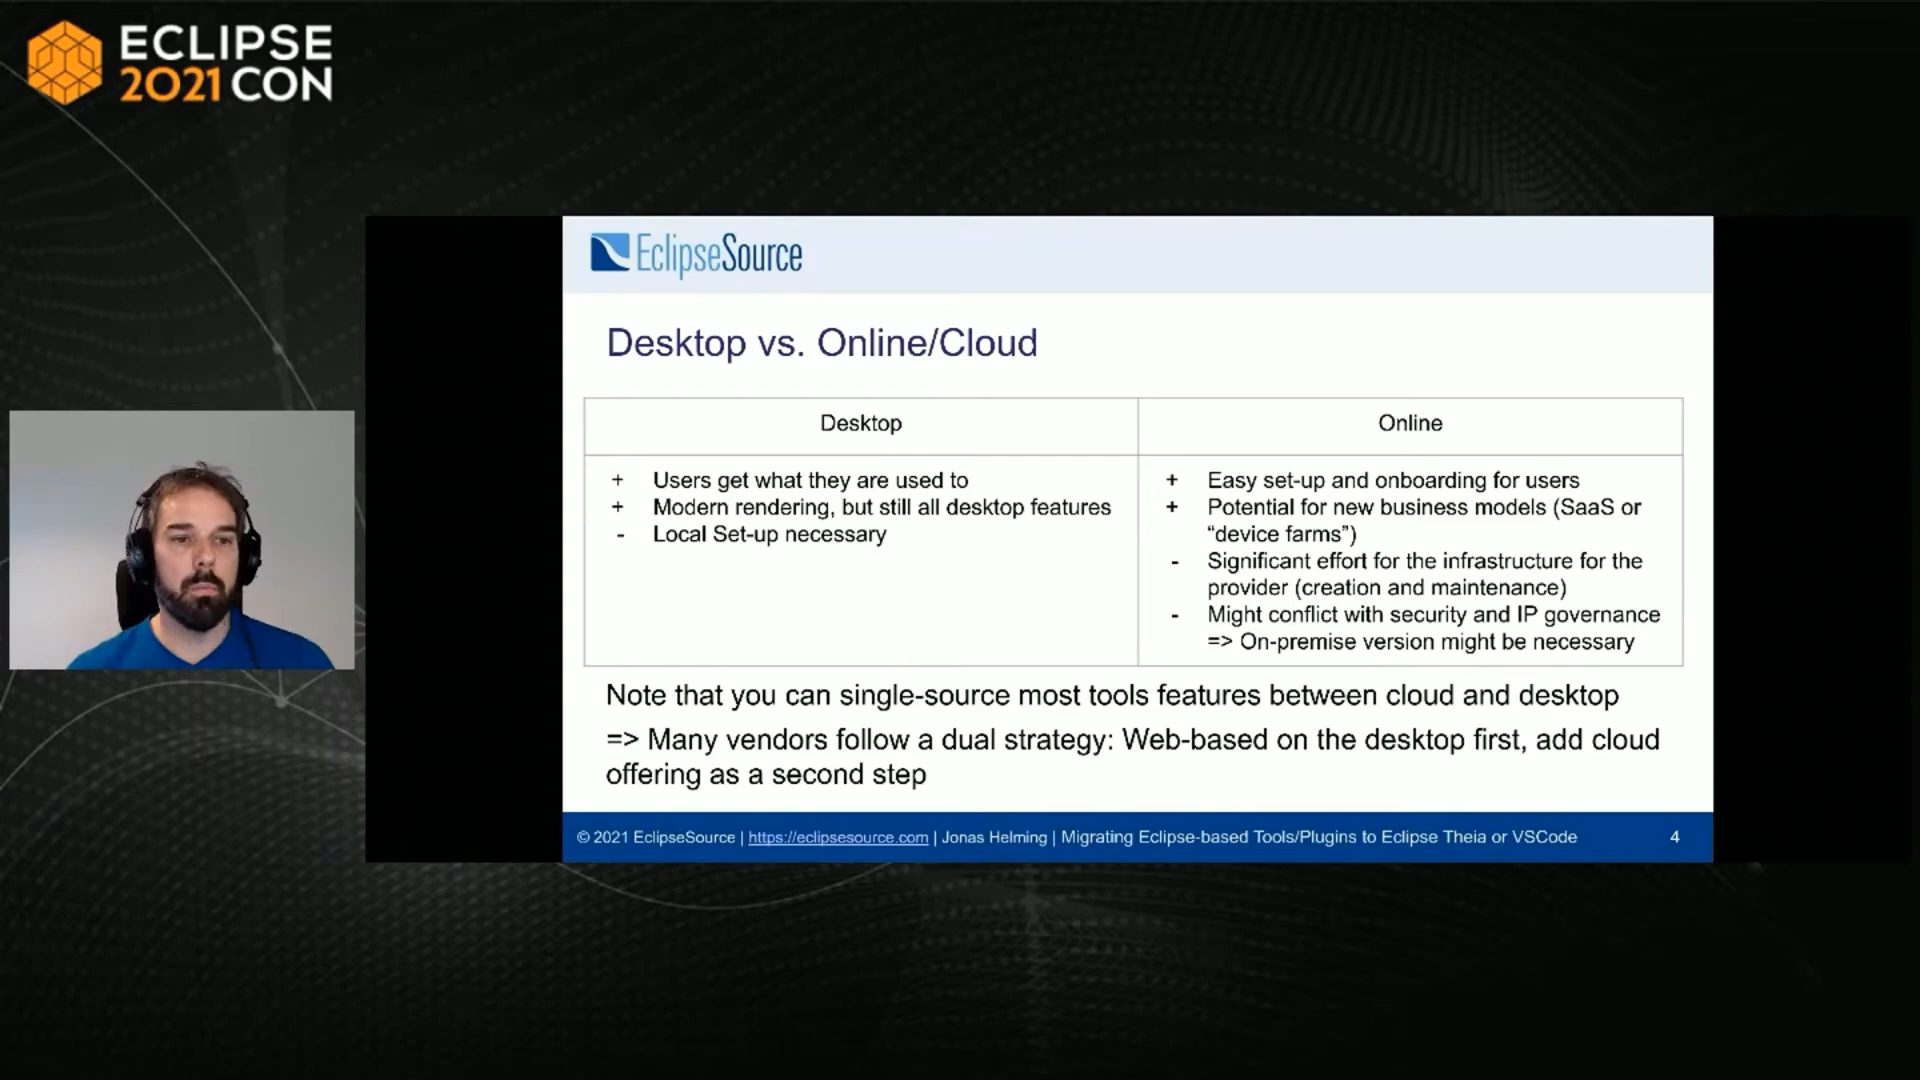 ECLIPSE
2021 CON
EclipseSource
Desktop vs. Online/Cloud
Desktop
Online
+ Users get what they are used to
+ Modern rendering, but still all desktop features
- Local Set-up necessary
+ Easy set-up and onboarding for users
+ Potential for new business models (SaaS or
“device farms”)
- Significant effort for the infrastructure for the
provider (creation and maintenance)
- Might conflict with security and IP governance
=> On-premise version might be necessary
Note that you can single-source most tools features between cloud and desktop
=> Many vendors follow a dual strategy: Web-based on the desktop first, add cloud
offering as a second step
© 2021 EclipseSource | https://eclipsesource.com | Jonas Helming | Migrating Eclipse-based Tools/Plugins to Eclipse Theia or VSCode 4